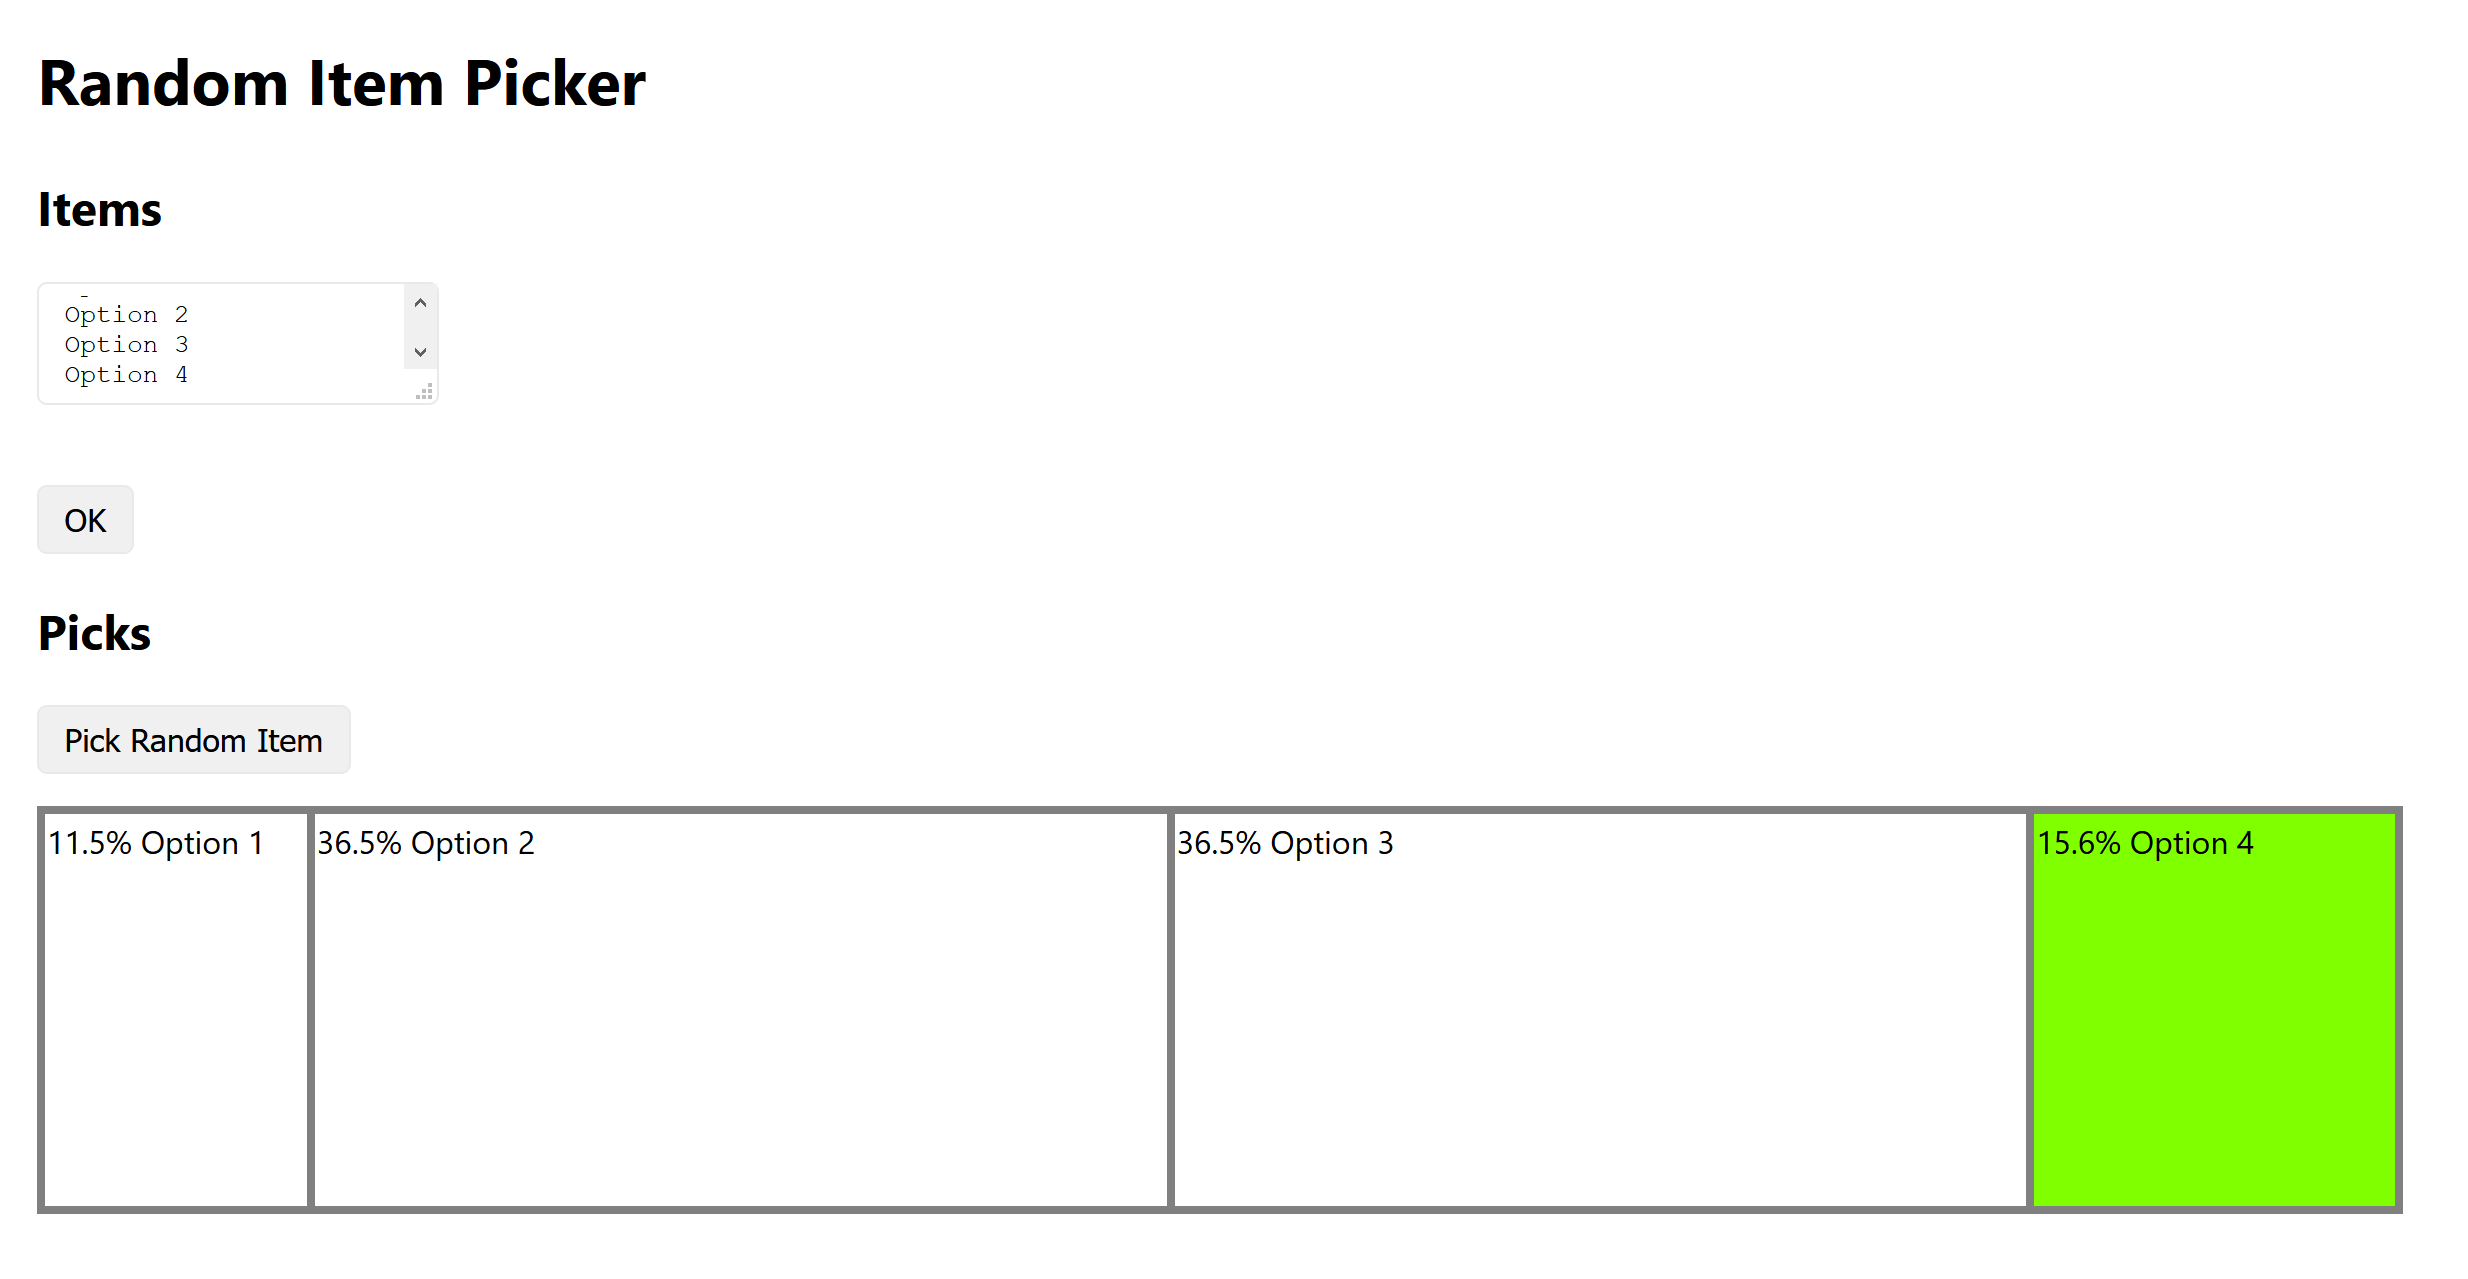 Random Item Picker
Items
Option 2
Option 3
Option 4
OK
Picks
Pick Random Item
11.5% Option 1
36.5% Option 2
36.5% Option 3
15.6% Option 4